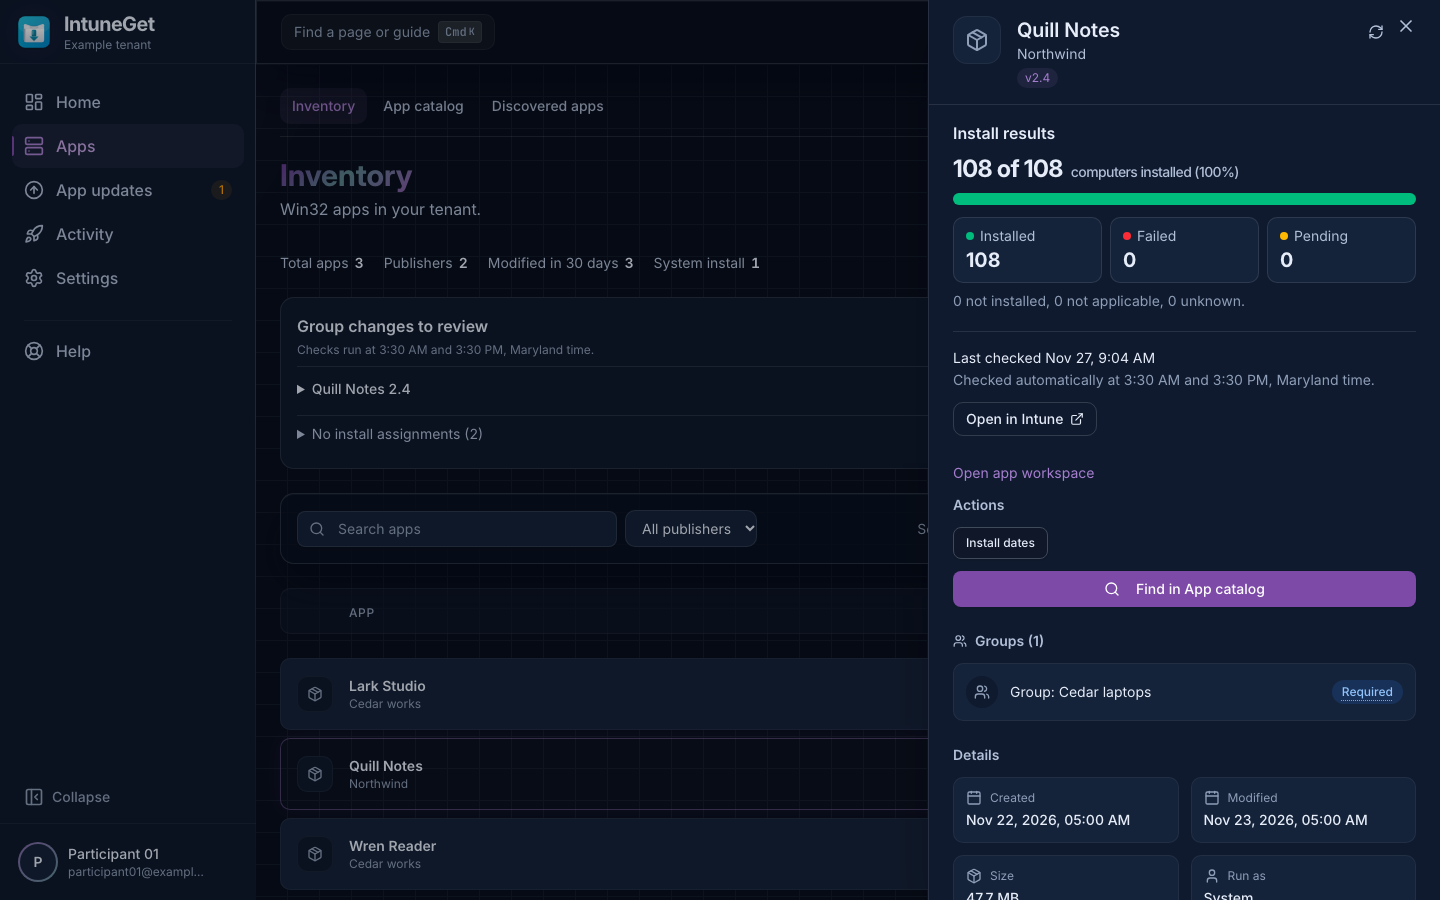 IntuneGet
Example tenant
Home
Apps
App updates 1
Activity
Settings
Help
Collapse
P
Participant 01
participant01@exampl...
Find a page or guide Cmd K
Inventory App catalog Discovered apps
Inventory
Win32 apps in your tenant.
Total apps 3 Publishers 2 Modified in 30 days 3 System install 1
Group changes to review
Checks run at 3:30 AM and 3:30 PM, Maryland time.
Quill Notes 2.4
No install assignments (2)
Search apps All publishers
APP
Lark Studio
Cedar works
Quill Notes
Northwind
Wren Reader
Cedar works
Quill Notes
Northwind
v2.4
Install results
108 of 108 computers installed (100%)
Installed
108
Failed
0
Pending
0
0 not installed, 0 not applicable, 0 unknown.
Last checked Nov 27, 9:04 AM
Checked automatically at 3:30 AM and 3:30 PM, Maryland time.
Open in Intune
Open app workspace
Actions
Install dates
Find in App catalog
Groups (1)
Group: Cedar laptops Required
Details
Created
Nov 22, 2026, 05:00 AM
Modified
Nov 23, 2026, 05:00 AM
Size
47.7 MB
Run as
System